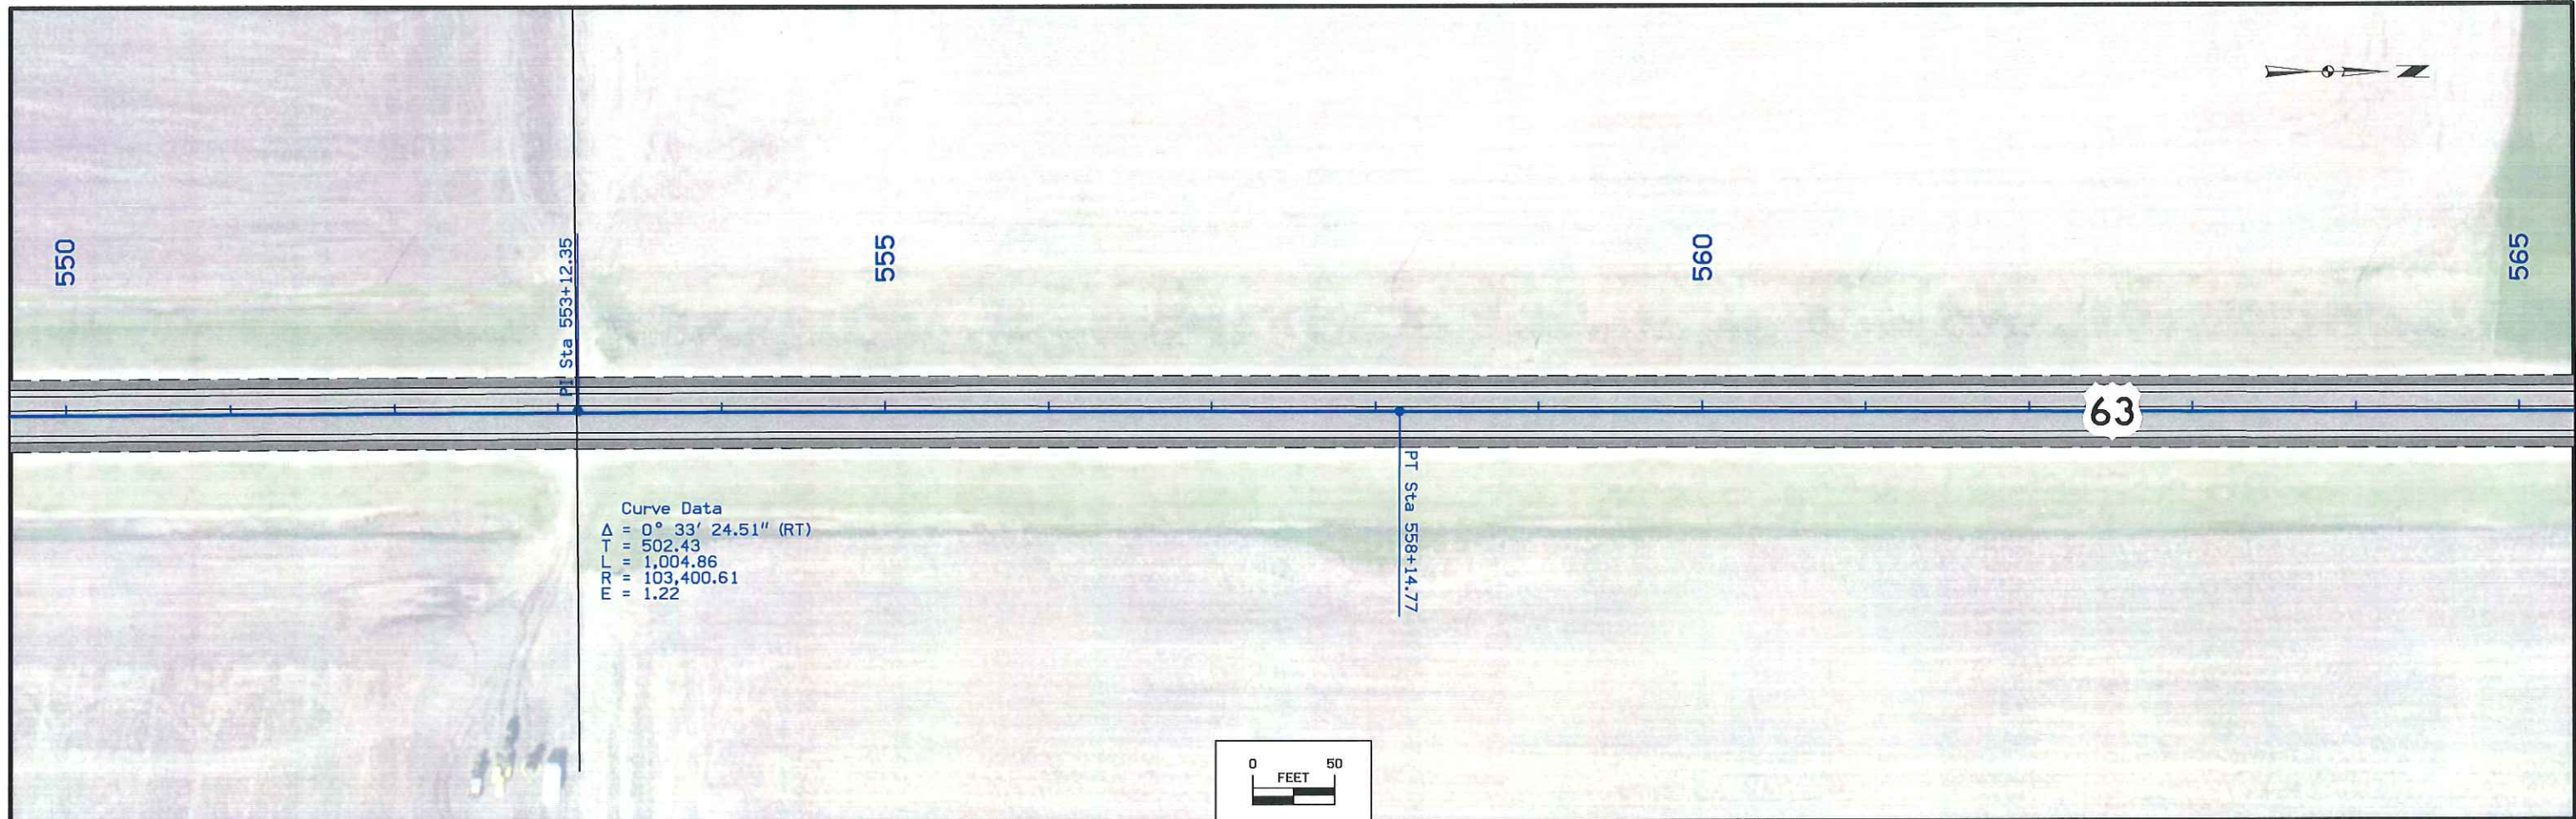 550
PI Sta 553+12.35
555
560
565
63
PT Sta 558+14.77
Curve Data
Δ = 0° 33' 24.51" (RT)
T = 502.43
L = 1,004.86
R = 103,400.61
E = 1.22
0 50
FEET